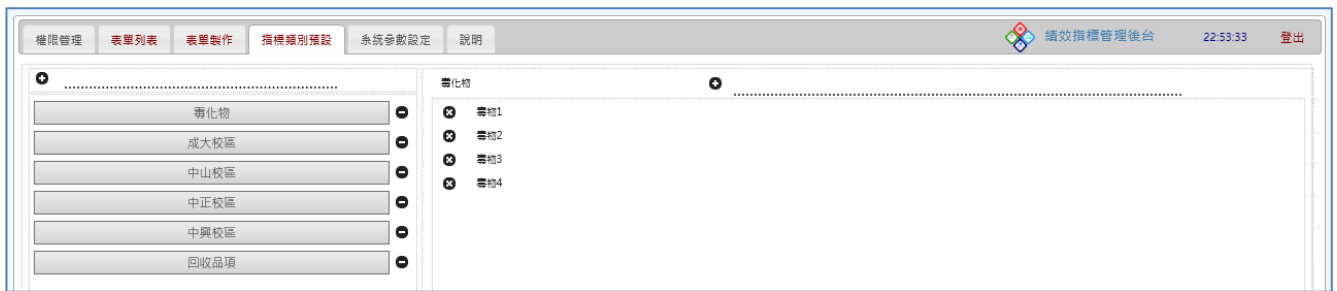 權限管理 表單列表 表單製作 指標類別預設 系統參數設定 說明 績效指標管理後台 22:53:33 登出
毒化物
毒化物
成大校區
中山校區
中正校區
中興校區
回收品項
毒物1
毒物2
毒物3
毒物4